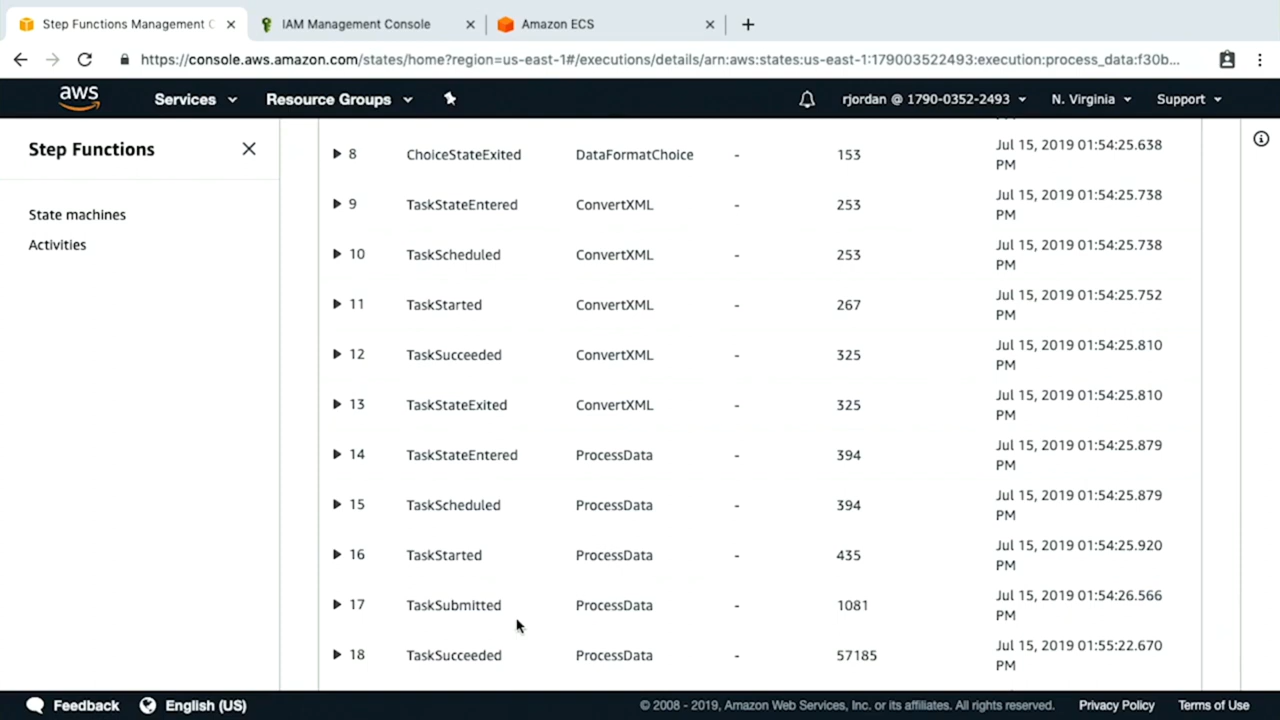 Step Functions Management C
IAM Management Console
Amazon ECS
https://console.aws.amazon.com/states/home?region=us-east-1#/executions/details/arn:aws:states:us-east-1:179003522493:execution:process_data:f30b...
aws
Services
Resource Groups
rjordan @ 1790-0352-2493
N. Virginia
Support
Step Functions
State machines
Activities
PM
8 ChoiceStateExited DataFormatChoice - 153 Jul 15, 2019 01:54:25.638
PM
9 TaskStateEntered ConvertXML - 253 Jul 15, 2019 01:54:25.738
PM
10 TaskScheduled ConvertXML - 253 Jul 15, 2019 01:54:25.738
PM
11 TaskStarted ConvertXML - 267 Jul 15, 2019 01:54:25.752
PM
12 TaskSucceeded ConvertXML - 325 Jul 15, 2019 01:54:25.810
PM
13 TaskStateExited ConvertXML - 325 Jul 15, 2019 01:54:25.810
PM
14 TaskStateEntered ProcessData - 394 Jul 15, 2019 01:54:25.879
PM
15 TaskScheduled ProcessData - 394 Jul 15, 2019 01:54:25.879
PM
16 TaskStarted ProcessData - 435 Jul 15, 2019 01:54:25.920
PM
17 TaskSubmitted ProcessData - 1081 Jul 15, 2019 01:54:26.566
PM
18 TaskSucceeded ProcessData - 57185 Jul 15, 2019 01:55:22.670
PM
Feedback
English (US)
© 2008 - 2019, Amazon Web Services, Inc. or its affiliates. All rights reserved.
Privacy Policy
Terms of Use